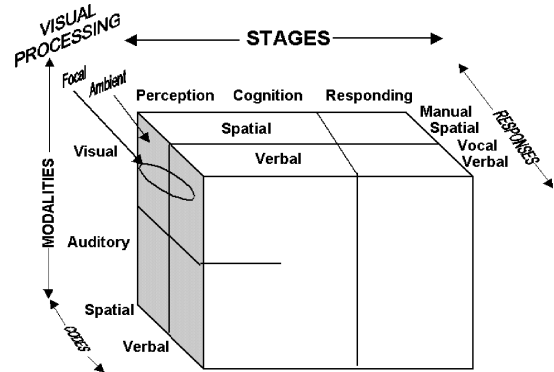 VISUAL
PROCESSING
STAGES
Focal
Ambient
Perception Cognition Responding
Manual
Spatial
Vocal
Verbal
RESPONSES
Spatial
Verbal
Visual
MODALITIES
Auditory
Spatial
Verbal
CODES